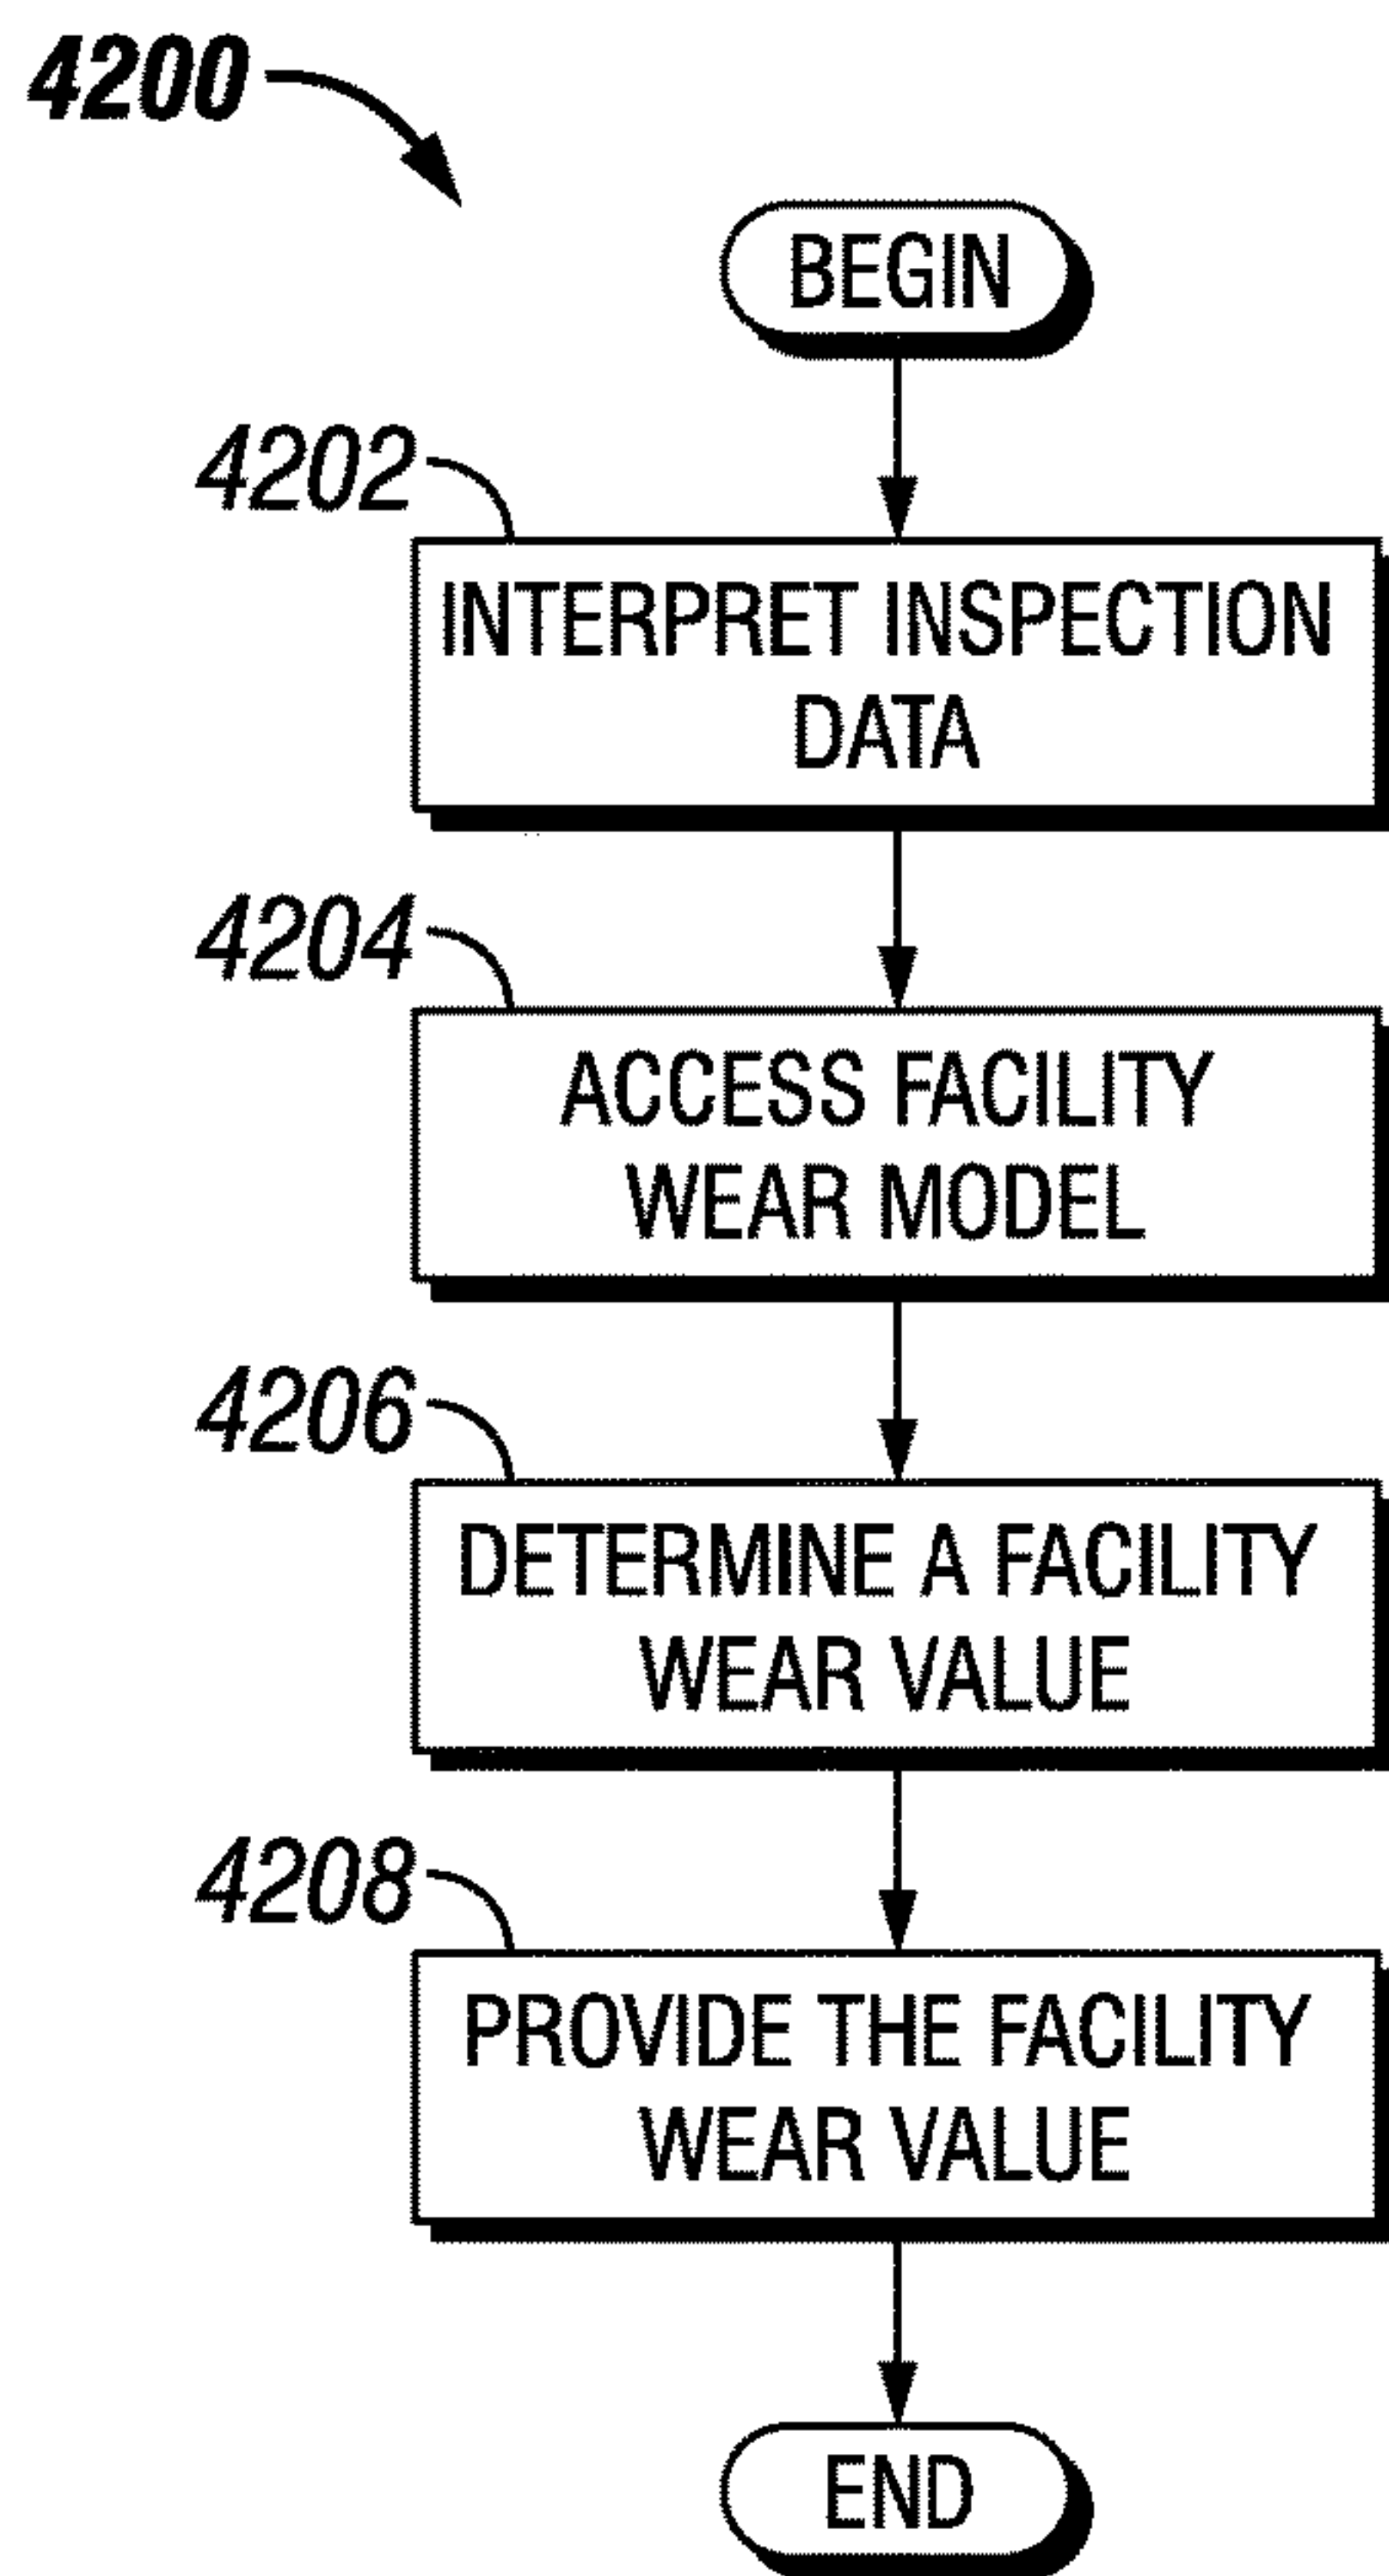 4200
BEGIN
4202
INTERPRET INSPECTION
DATA
4204
ACCESS FACILITY
WEAR MODEL
4206
DETERMINE A FACILITY
WEAR VALUE
4208
PROVIDE THE FACILITY
WEAR VALUE
END